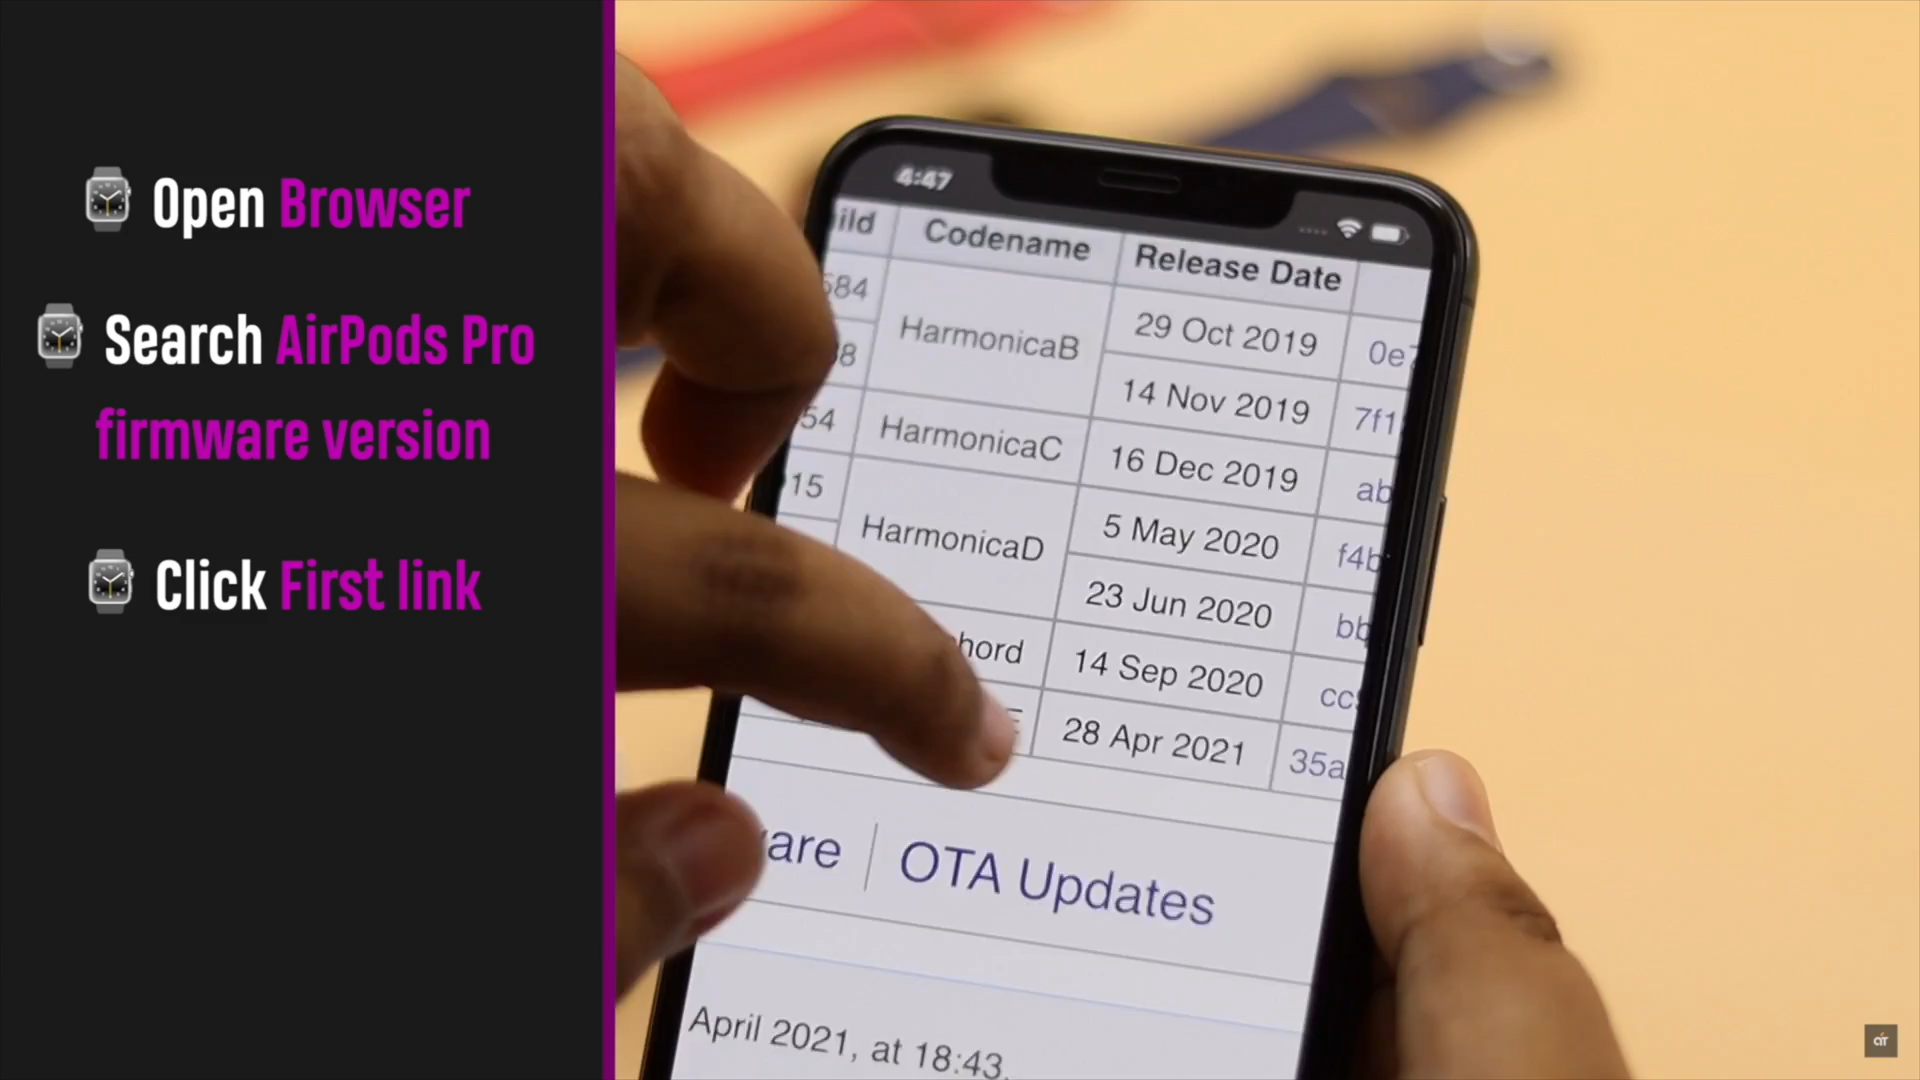 Open Browser
Search AirPods Pro
firmware version
Click First link
4:47
Codename
Release Date
HarmonicaB
29 Oct 2019
14 Nov 2019
7f1
HarmonicaC
16 Dec 2019
ab
15
HarmonicaD
5 May 2020
f4b
23 Jun 2020
bb
14 Sep 2020
28 Apr 2021
35a
OTA Updates
April 2021, at 18:43.